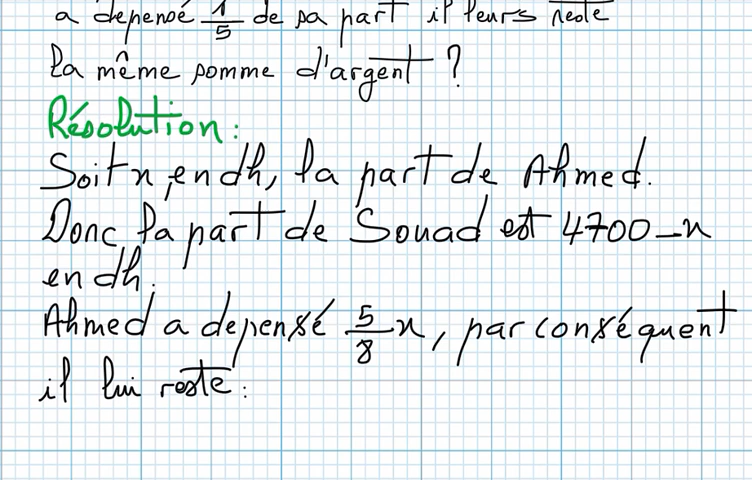 a dépensé 1/5 de sa part il leurs reste
la même somme d'argent ?
Résolution :
Soit x, en dh, la part de Ahmed.
Donc la part de Souad est 4700 - x
en dh.
Ahmed a depensé 5/8 x, par conséquent
il lui reste :